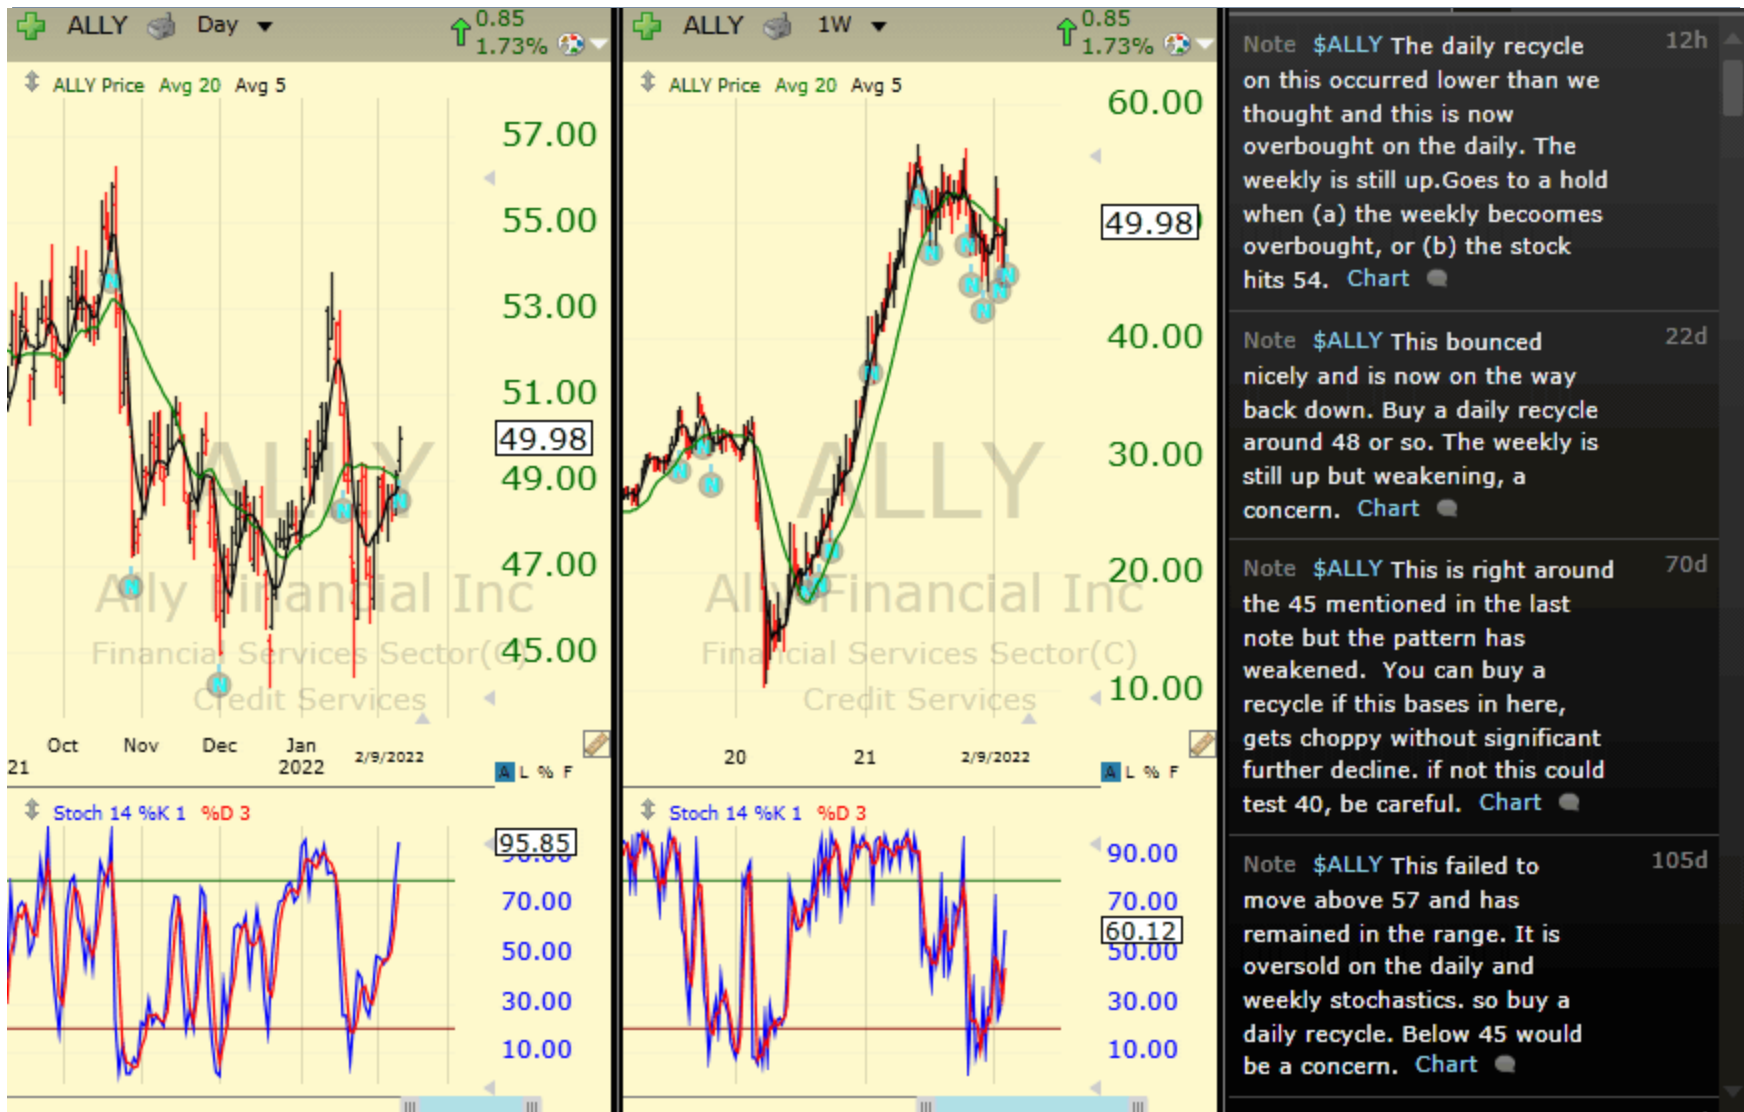 ALLY Day 0.85
1.73%
ALLY Price Avg 20 Avg 5
57.00
55.00
53.00
51.00
49.98
49.00
47.00
45.00
ALLY
Ally Financial Inc
Financial Services Sector(C)
Credit Services
Oct Nov Dec Jan
21 2022 2/9/2022
A L % F
Stoch 14 %K 1 %D 3
95.85
90.00
70.00
50.00
30.00
10.00
ALLY 1W 0.85
1.73%
ALLY Price Avg 20 Avg 5
60.00
49.98
40.00
30.00
20.00
10.00
ALLY
Ally Financial Inc
Financial Services Sector(C)
Credit Services
20 21 2/9/2022
A L % F
Stoch 14 %K 1 %D 3
90.00
70.00
60.12
50.00
30.00
10.00
Note $ALLY The daily recycle 12h
on this occurred lower than we
thought and this is now
overbought on the daily. The
weekly is still up.Goes to a hold
when (a) the weekly becoomes
overbought, or (b) the stock
hits 54. Chart
Note $ALLY This bounced 22d
nicely and is now on the way
back down. Buy a daily recycle
around 48 or so. The weekly is
still up but weakening, a
concern. Chart
Note $ALLY This is right around 70d
the 45 mentioned in the last
note but the pattern has
weakened. You can buy a
recycle if this bases in here,
gets choppy without significant
further decline. if not this could
test 40, be careful. Chart
Note $ALLY This failed to 105d
move above 57 and has
remained in the range. It is
oversold on the daily and
weekly stochastics. so buy a
daily recycle. Below 45 would
be a concern. Chart